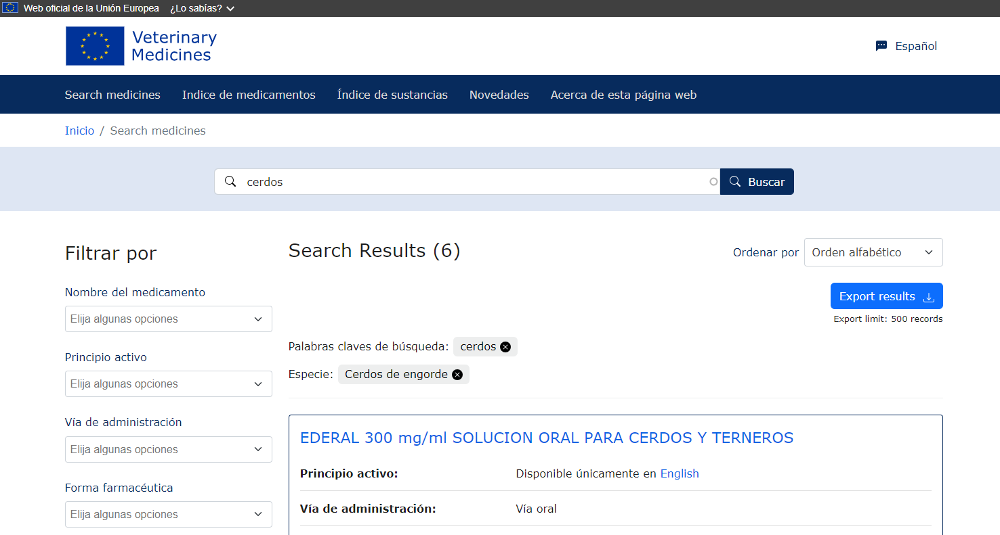 Web oficial de la Unión Europea ¿Lo sabías?
Veterinary
Medicines
Español
Search medicines Indice de medicamentos Índice de sustancias Novedades Acerca de esta página web
Inicio / Search medicines
cerdos Buscar
Filtrar por
Search Results (6)
Ordenar por Orden alfabético
Export results
Export limit: 500 records
Nombre del medicamento
Elija algunas opciones
Principio activo
Elija algunas opciones
Vía de administración
Elija algunas opciones
Forma farmacéutica
Elija algunas opciones
Palabras claves de búsqueda: cerdos
Especie: Cerdos de engorde
EDERAL 300 mg/ml SOLUCION ORAL PARA CERDOS Y TERNEROS
Principio activo: Disponible únicamente en English
Vía de administración: Vía oral